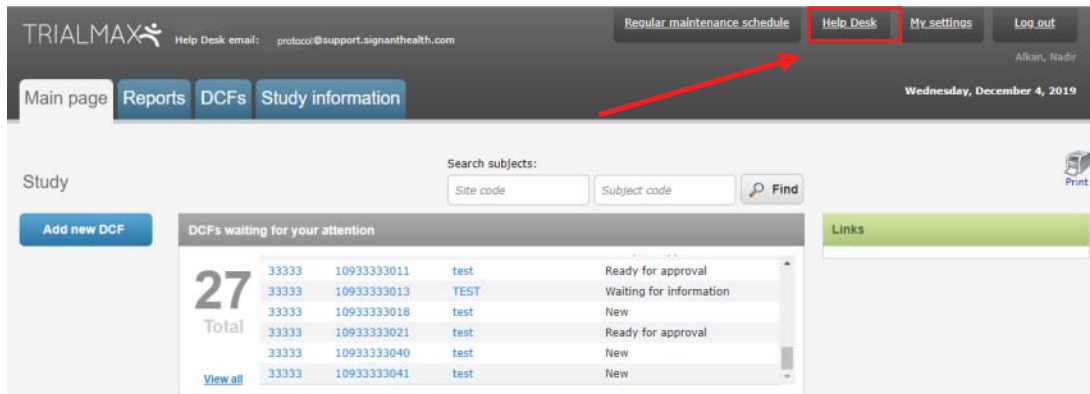 TRIALMAX
Help Desk email: protocol@support.signanthealth.com
Regular maintenance schedule
Help Desk
My settings
Log out
Alkan, Nadir
Main page
Reports
DCFs
Study information
Wednesday, December 4, 2019
Study
Search subjects:
Site code
Subject code
Find
Print
Add new DCF
DCFs waiting for your attention
Links
27
Total
View all
33333 10933333011 test Ready for approval
33333 10933333013 TEST Waiting for information
33333 10933333018 test New
33333 10933333021 test Ready for approval
33333 10933333040 test New
33333 10933333041 test New